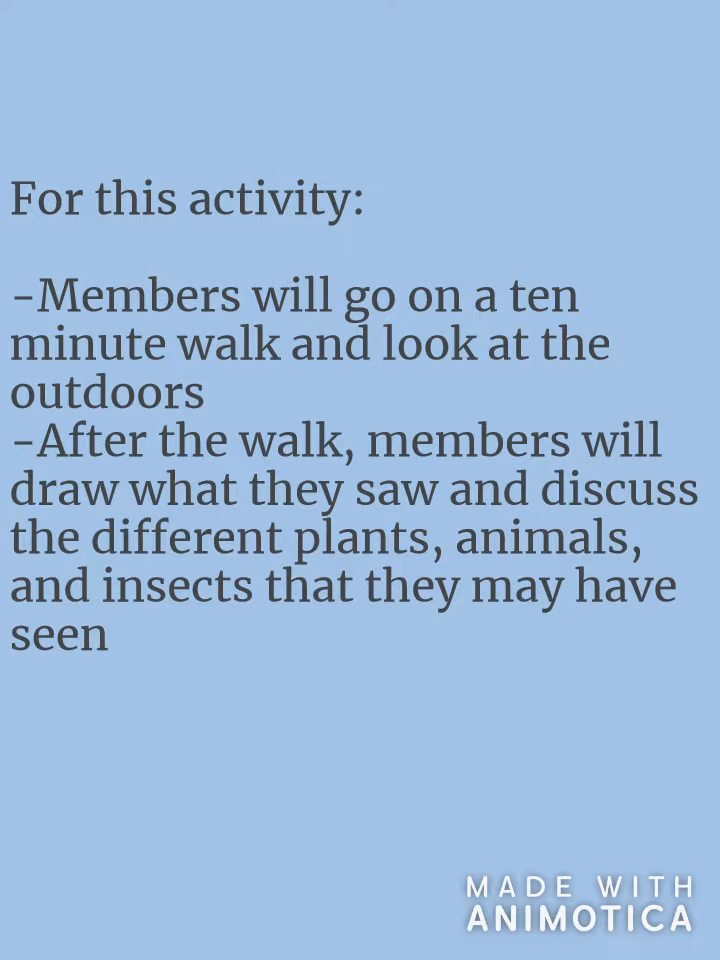 For this activity:
-Members will go on a ten
minute walk and look at the
outdoors
-After the walk, members will
draw what they saw and discuss
the different plants, animals,
and insects that they may have
seen
MADE WITH
ANIMOTICA